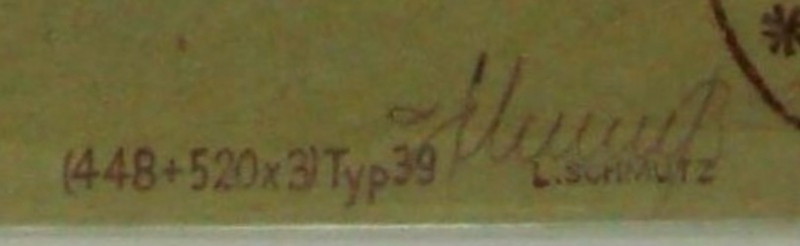 (448+520x3) Typ39
L. SCHMUTZ